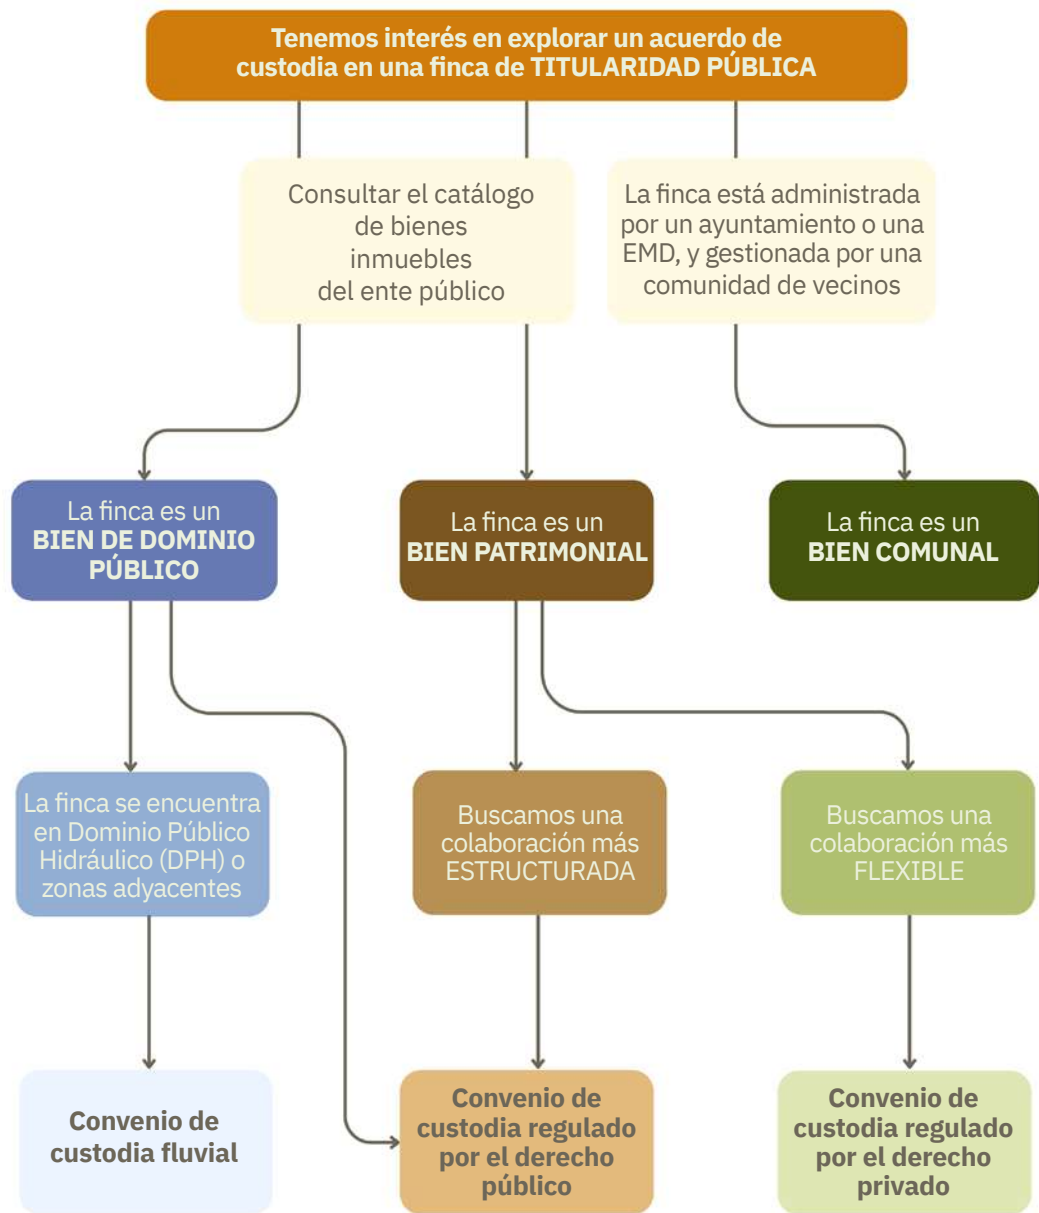 Tenemos interés en explorar un acuerdo de
custodia en una finca de TITULARIDAD PÚBLICA
Consultar el catálogo
de bienes
inmuebles
del ente público
La finca está administrada
por un ayuntamiento o una
EMD, y gestionada por una
comunidad de vecinos
La finca es un
BIEN DE DOMINIO
PÚBLICO
La finca es un
BIEN PATRIMONIAL
La finca es un
BIEN COMUNAL
La finca se encuentra
en Dominio Público
Hidráulico (DPH) o
zonas adyacentes
Buscamos una
colaboración más
ESTRUCTURADA
Buscamos una
colaboración más
FLEXIBLE
Convenio de
custodia fluvial
Convenio de
custodia regulado
por el derecho
público
Convenio de
custodia regulado
por el derecho
privado